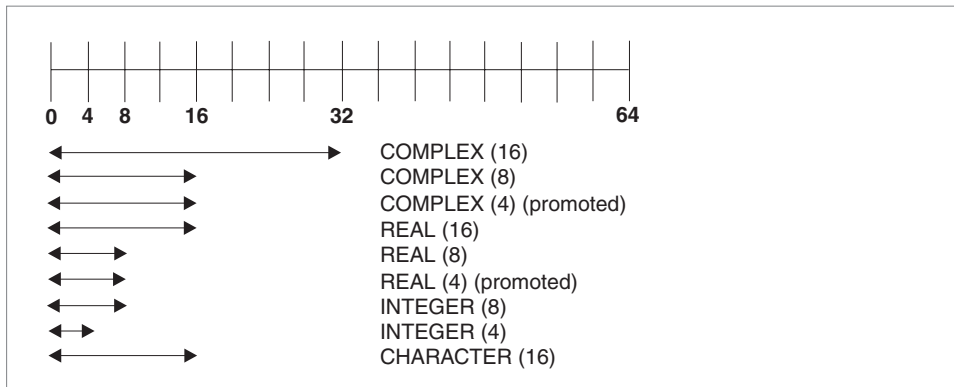 0 4 8 16 32 64
COMPLEX (16)
COMPLEX (8)
COMPLEX (4) (promoted)
REAL (16)
REAL (8)
REAL (4) (promoted)
INTEGER (8)
INTEGER (4)
CHARACTER (16)